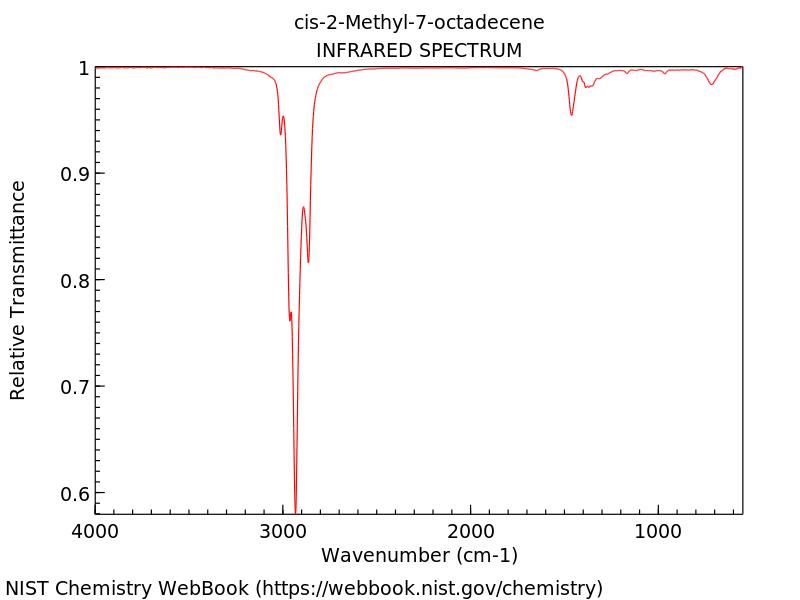 cis-2-Methyl-7-octadecene
INFRARED SPECTRUM
1
0.9
0.8
0.7
0.6
Relative Transmittance
4000 3000 2000 1000
Wavenumber (cm-1)
NIST Chemistry WebBook (https://webbook.nist.gov/chemistry)